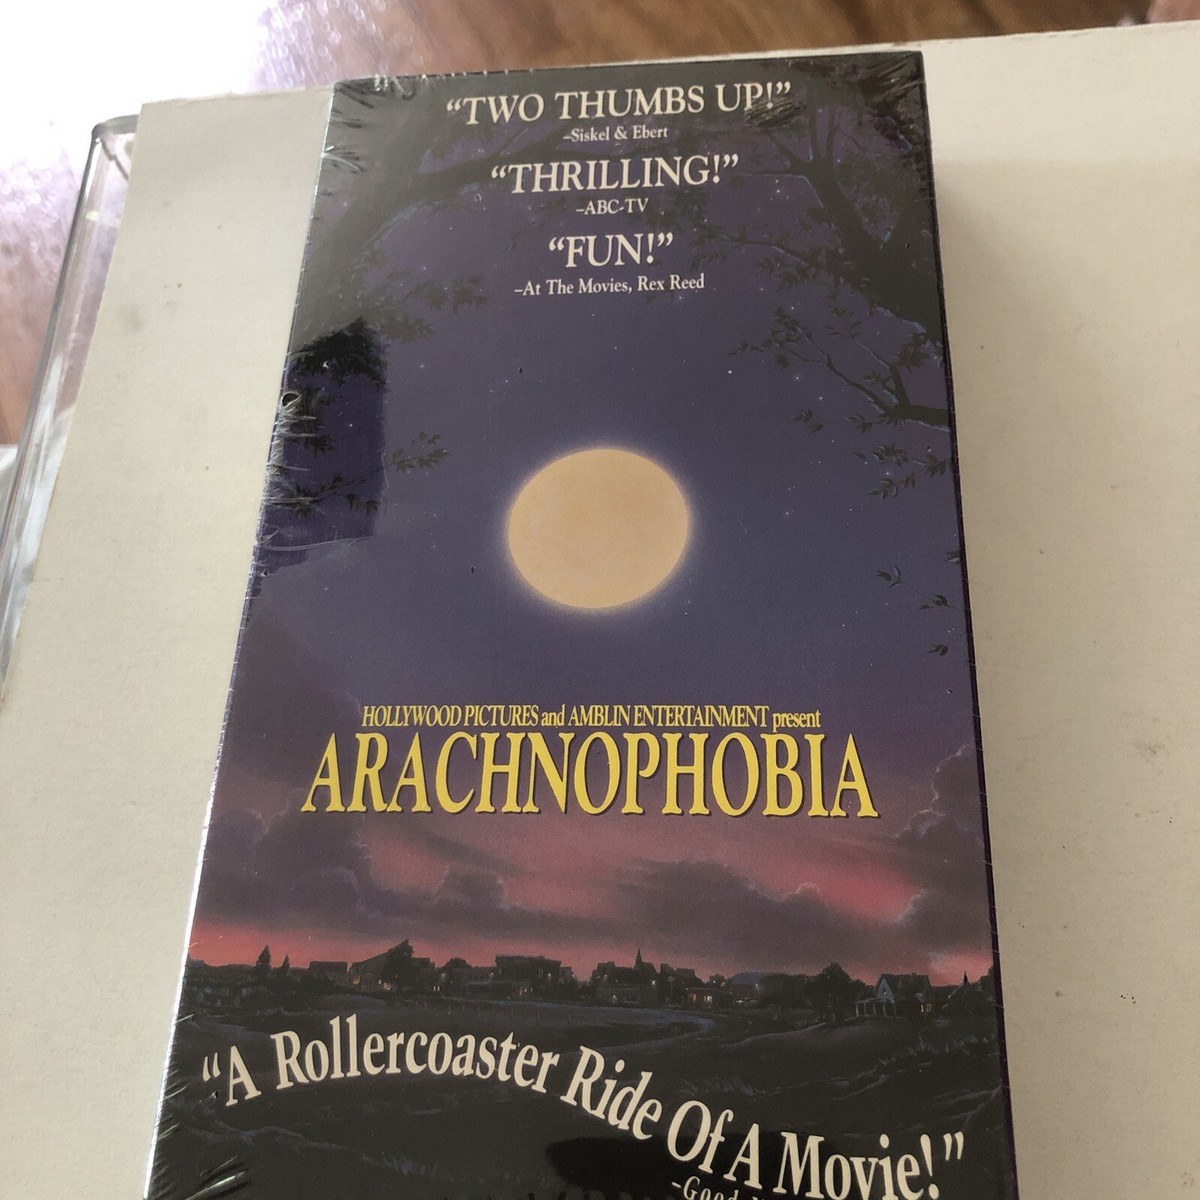 “TWO THUMBS UP!”
–Siskel & Ebert
“THRILLING!”
–ABC-TV
“FUN!”
–At The Movies, Rex Reed
HOLLYWOOD PICTURES and AMBLIN ENTERTAINMENT present
ARACHNOPHOBIA
“A Rollercoaster Ride Of A Movie!”
–Good